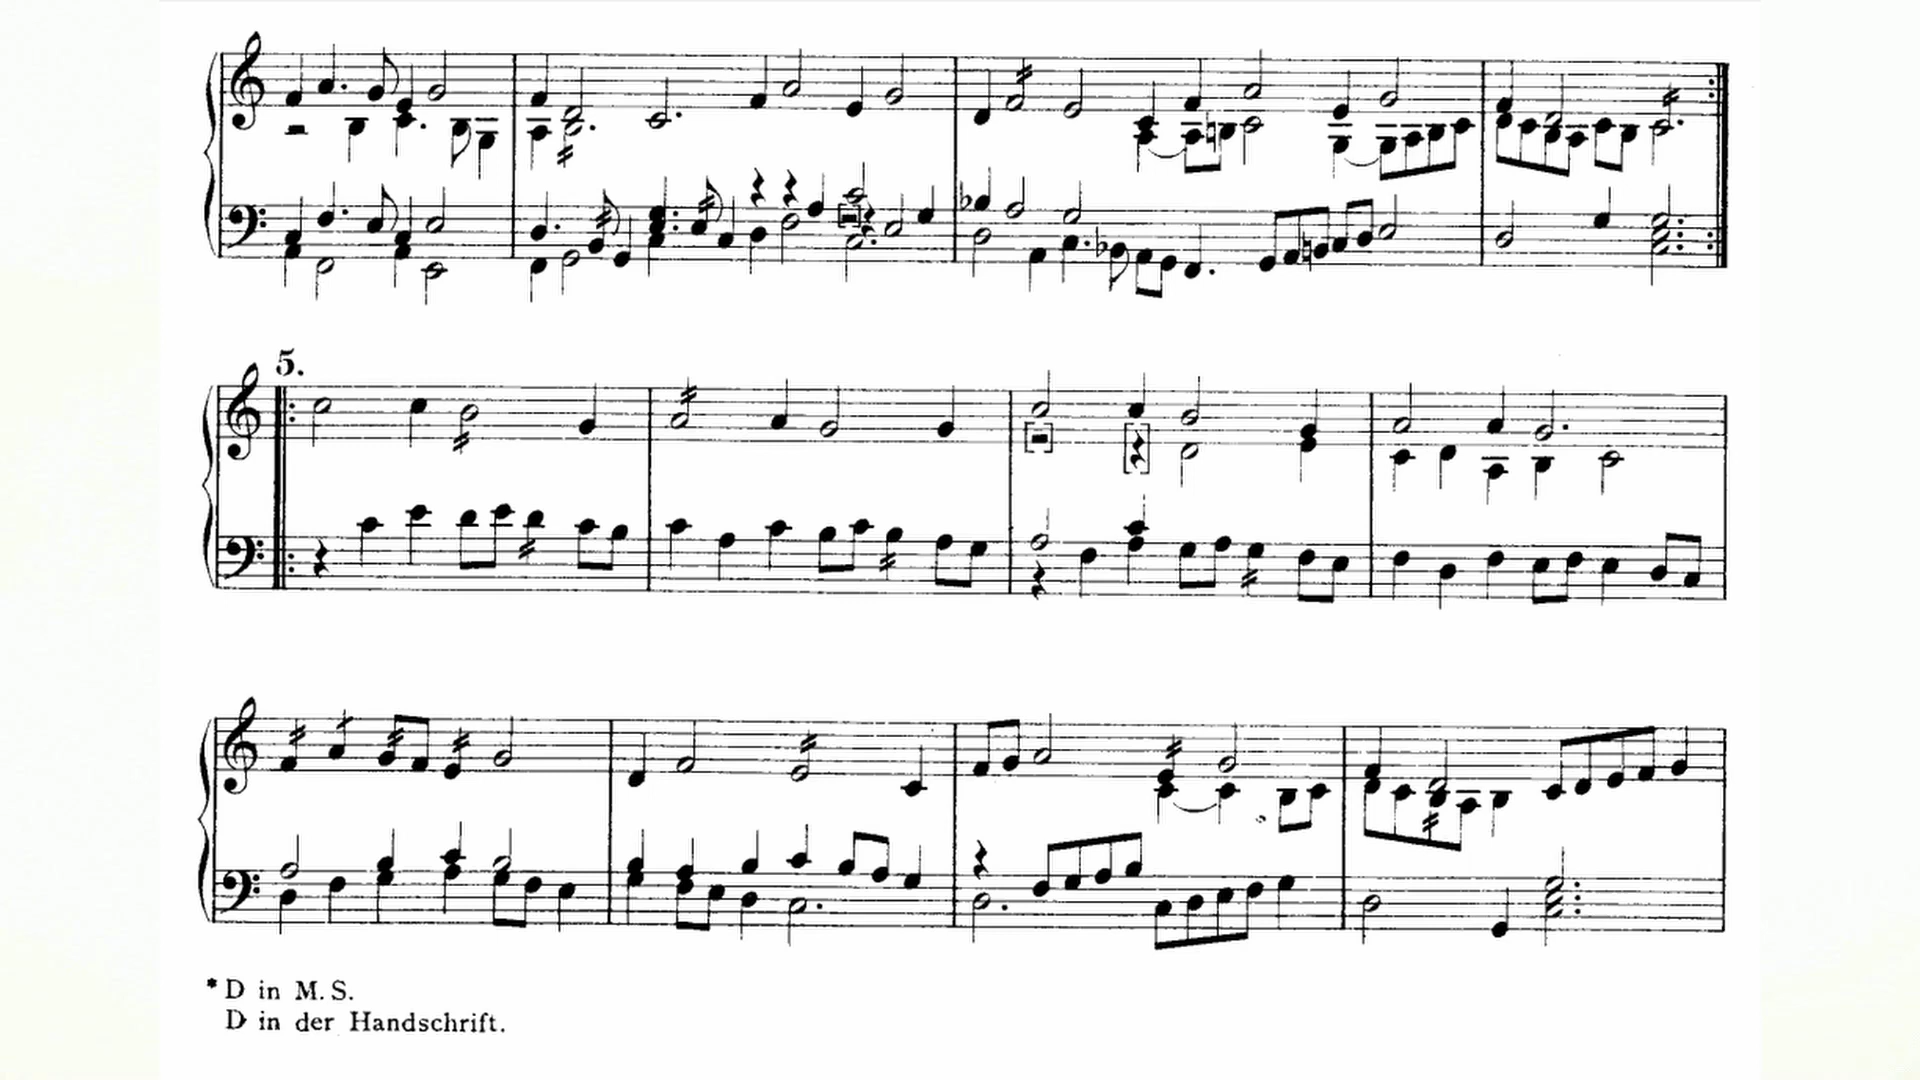 5.
* D in M. S.
D in der Handschrift.